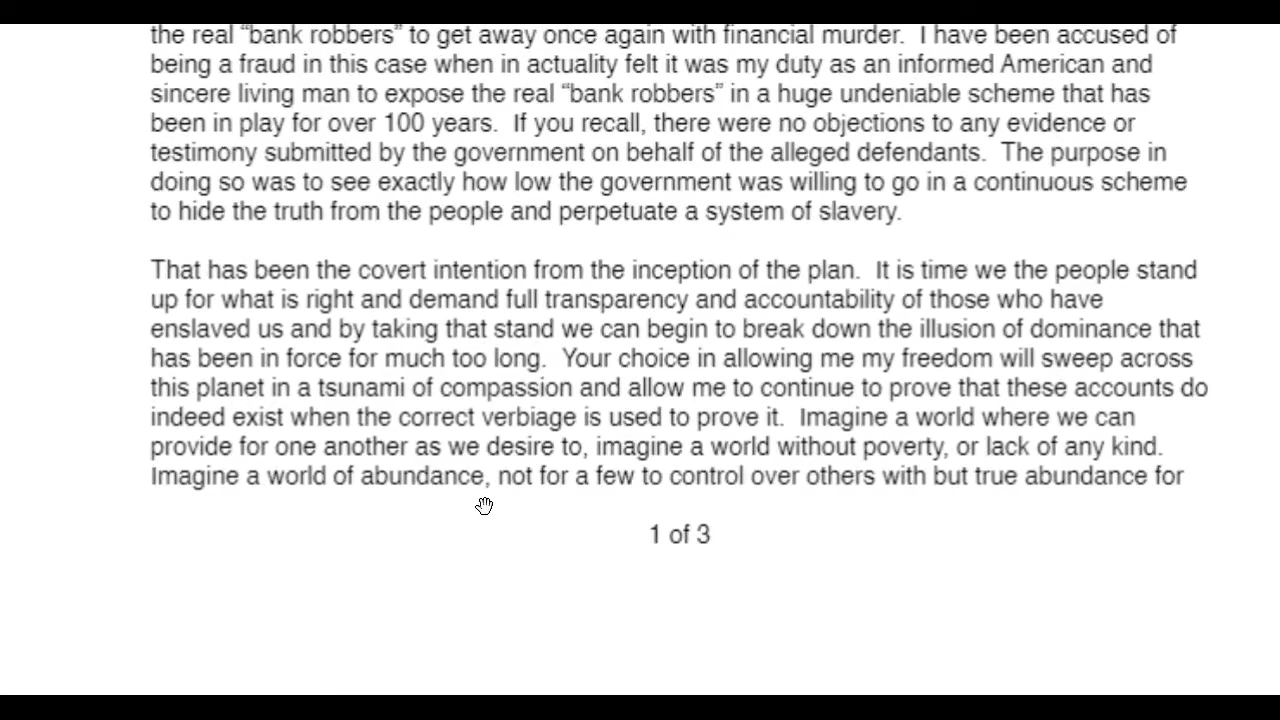 the real “bank robbers” to get away once again with financial murder.  I have been accused of
being a fraud in this case when in actuality felt it was my duty as an informed American and
sincere living man to expose the real “bank robbers” in a huge undeniable scheme that has
been in play for over 100 years.  If you recall, there were no objections to any evidence or
testimony submitted by the government on behalf of the alleged defendants.  The purpose in
doing so was to see exactly how low the government was willing to go in a continuous scheme
to hide the truth from the people and perpetuate a system of slavery.
That has been the covert intention from the inception of the plan.  It is time we the people stand
up for what is right and demand full transparency and accountability of those who have
enslaved us and by taking that stand we can begin to break down the illusion of dominance that
has been in force for much too long.  Your choice in allowing me my freedom will sweep across
this planet in a tsunami of compassion and allow me to continue to prove that these accounts do
indeed exist when the correct verbiage is used to prove it.  Imagine a world where we can
provide for one another as we desire to, imagine a world without poverty, or lack of any kind.
Imagine a world of abundance, not for a few to control over others with but true abundance for
1 of 3